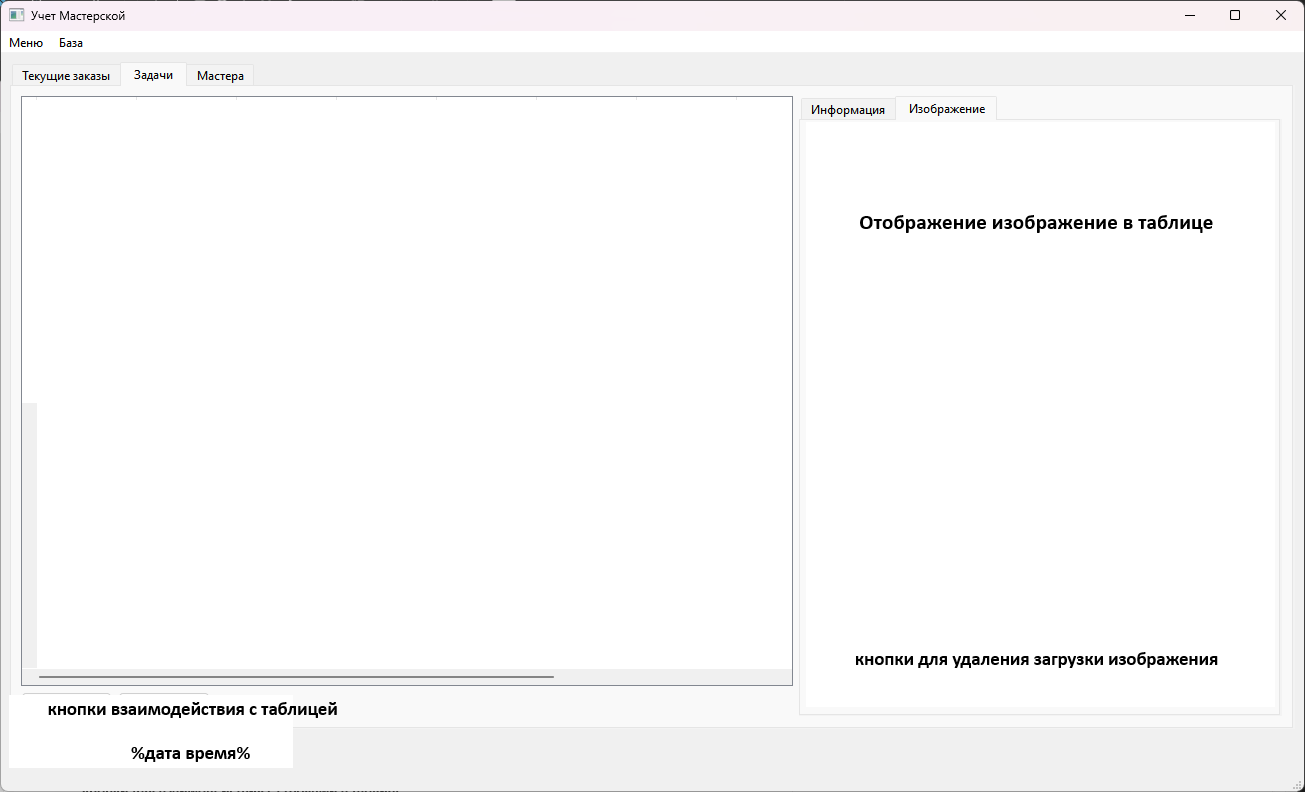 Учет Мастерской
Меню База
Текущие заказы Задачи Мастера
Информация Изображение
Отображение изображение в таблице
кнопки для удаления загрузки изображения
кнопки взаимодействия с таблицей
%дата время%